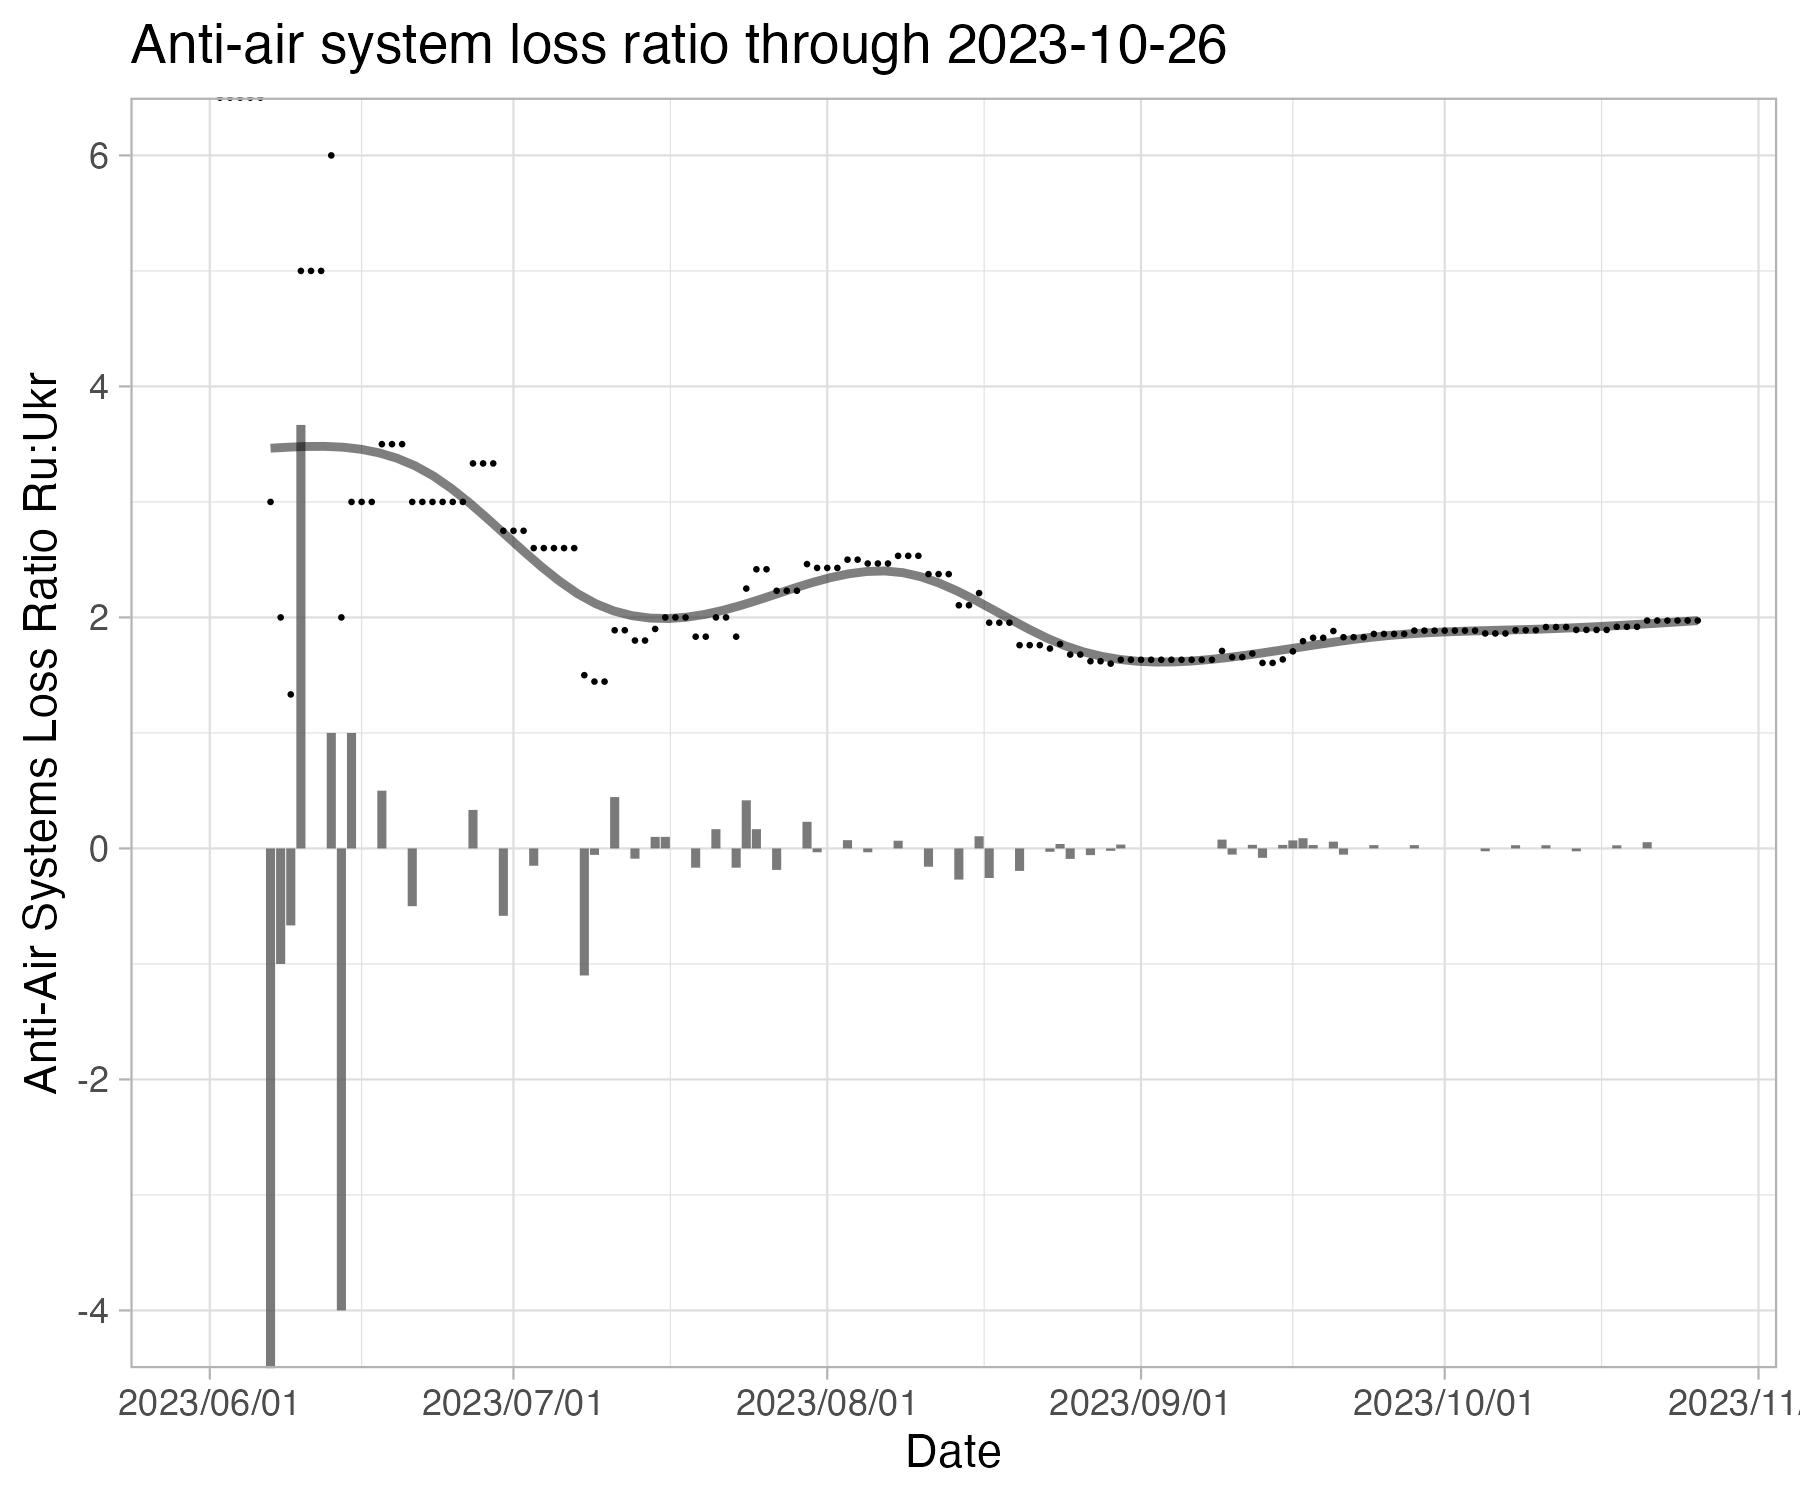 Anti-air system loss ratio through 2023-10-26
Anti-Air Systems Loss Ratio Ru:Ukr
6
4
2
0
-2
-4
2023/06/01 2023/07/01 2023/08/01 2023/09/01 2023/10/01 2023/11/
Date